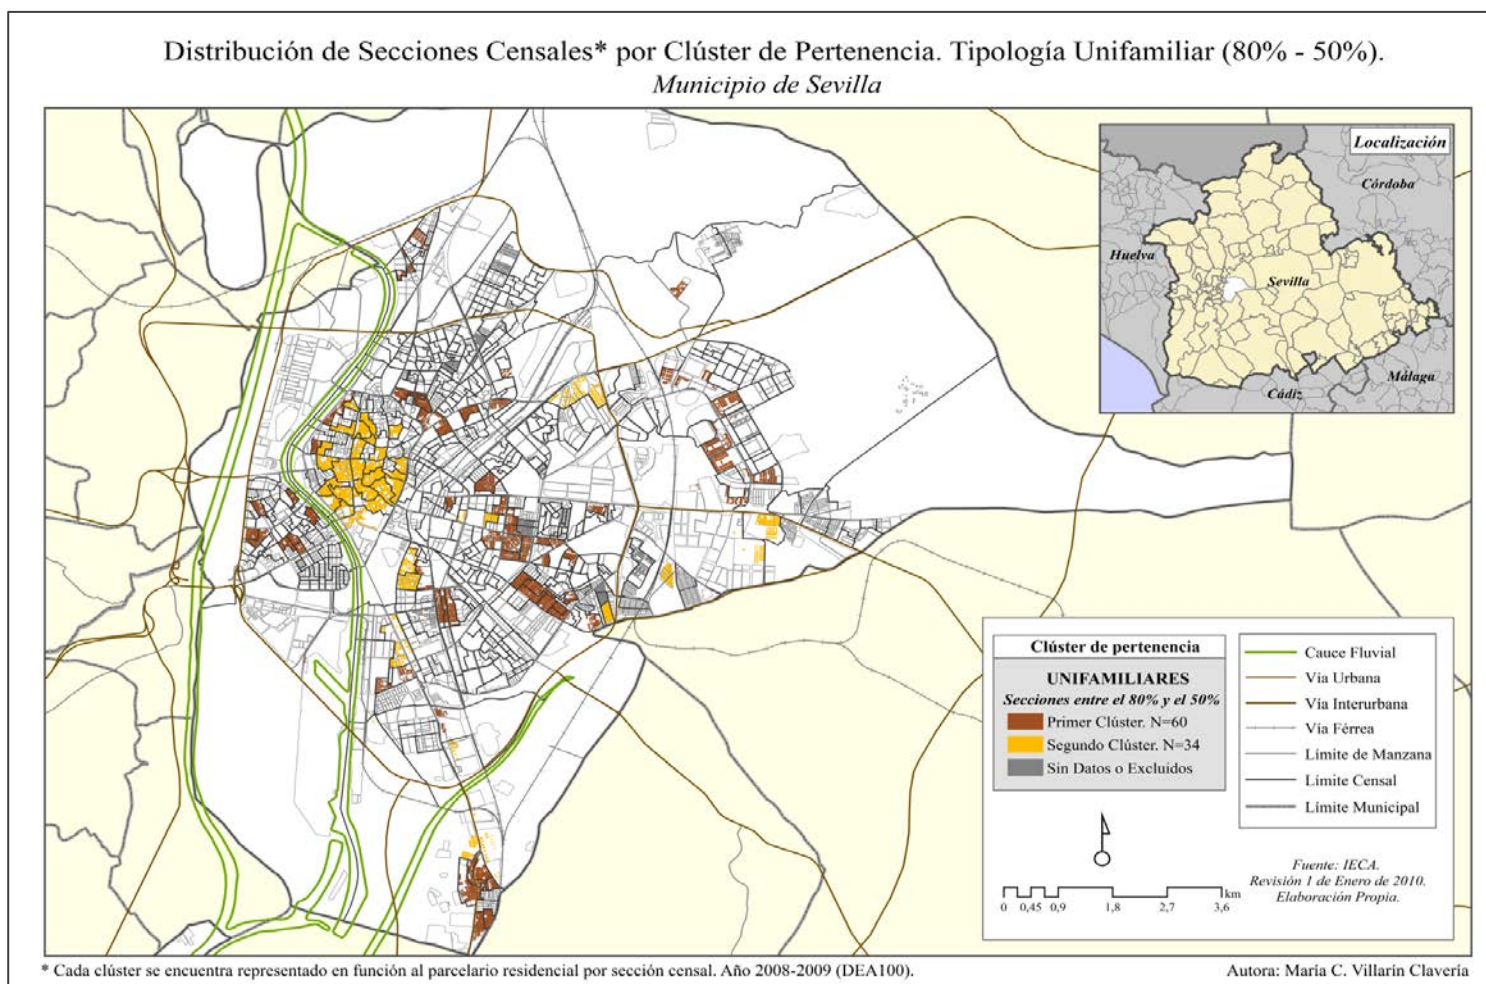 Distribución de Secciones Censales* por Clúster de Pertenencia. Tipología Unifamiliar (80% - 50%).
Municipio de Sevilla
Localización
Córdoba
Huelva
Sevilla
Málaga
Cádiz
Clúster de pertenencia
UNIFAMILIARES
Secciones entre el 80% y el 50%
Primer Clúster. N=60
Segundo Clúster. N=34
Sin Datos o Excluidos
Cauce Fluvial
Vía Urbana
Vía Interurbana
Vía Férrea
Límite de Manzana
Límite Censal
Límite Municipal
Fuente: IECA.
Revisión 1 de Enero de 2010.
Elaboración Propia.
km
0 0,45 0,9 1,8 2,7 3,6
* Cada clúster se encuentra representado en función al parcelario residencial por sección censal. Año 2008-2009 (DEA100).
Autora: María C. Villarín Clavería